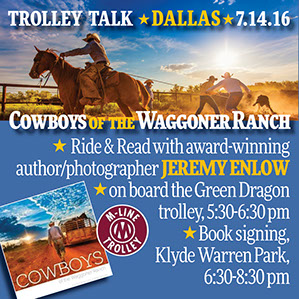 TROLLEY TALK ★ DALLAS ★ 7.14.16
COWBOYS OF THE WAGGONER RANCH
★ Ride & Read with award-winning
author/photographer JEREMY ENLOW
★ on board the Green Dragon
trolley, 5:30-6:30 pm
★ Book signing,
Klyde Warren Park,
6:30-8:30 pm
M-LINE
M
TROLLEY
COWBOYS